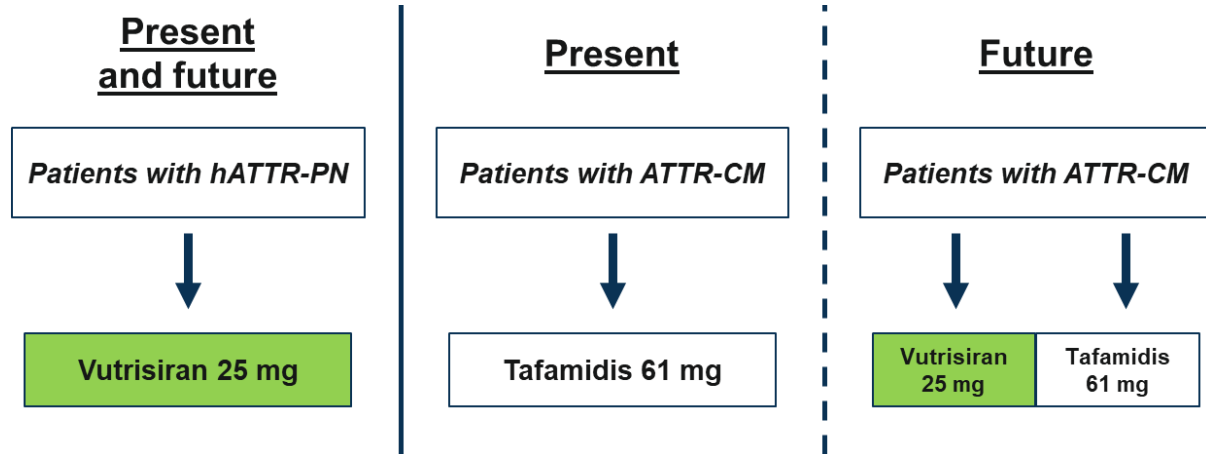 Present
and future
Patients with hATTR-PN
Vutrisiran 25 mg
Present
Patients with ATTR-CM
Tafamidis 61 mg
Future
Patients with ATTR-CM
Vutrisiran
25 mg
Tafamidis
61 mg